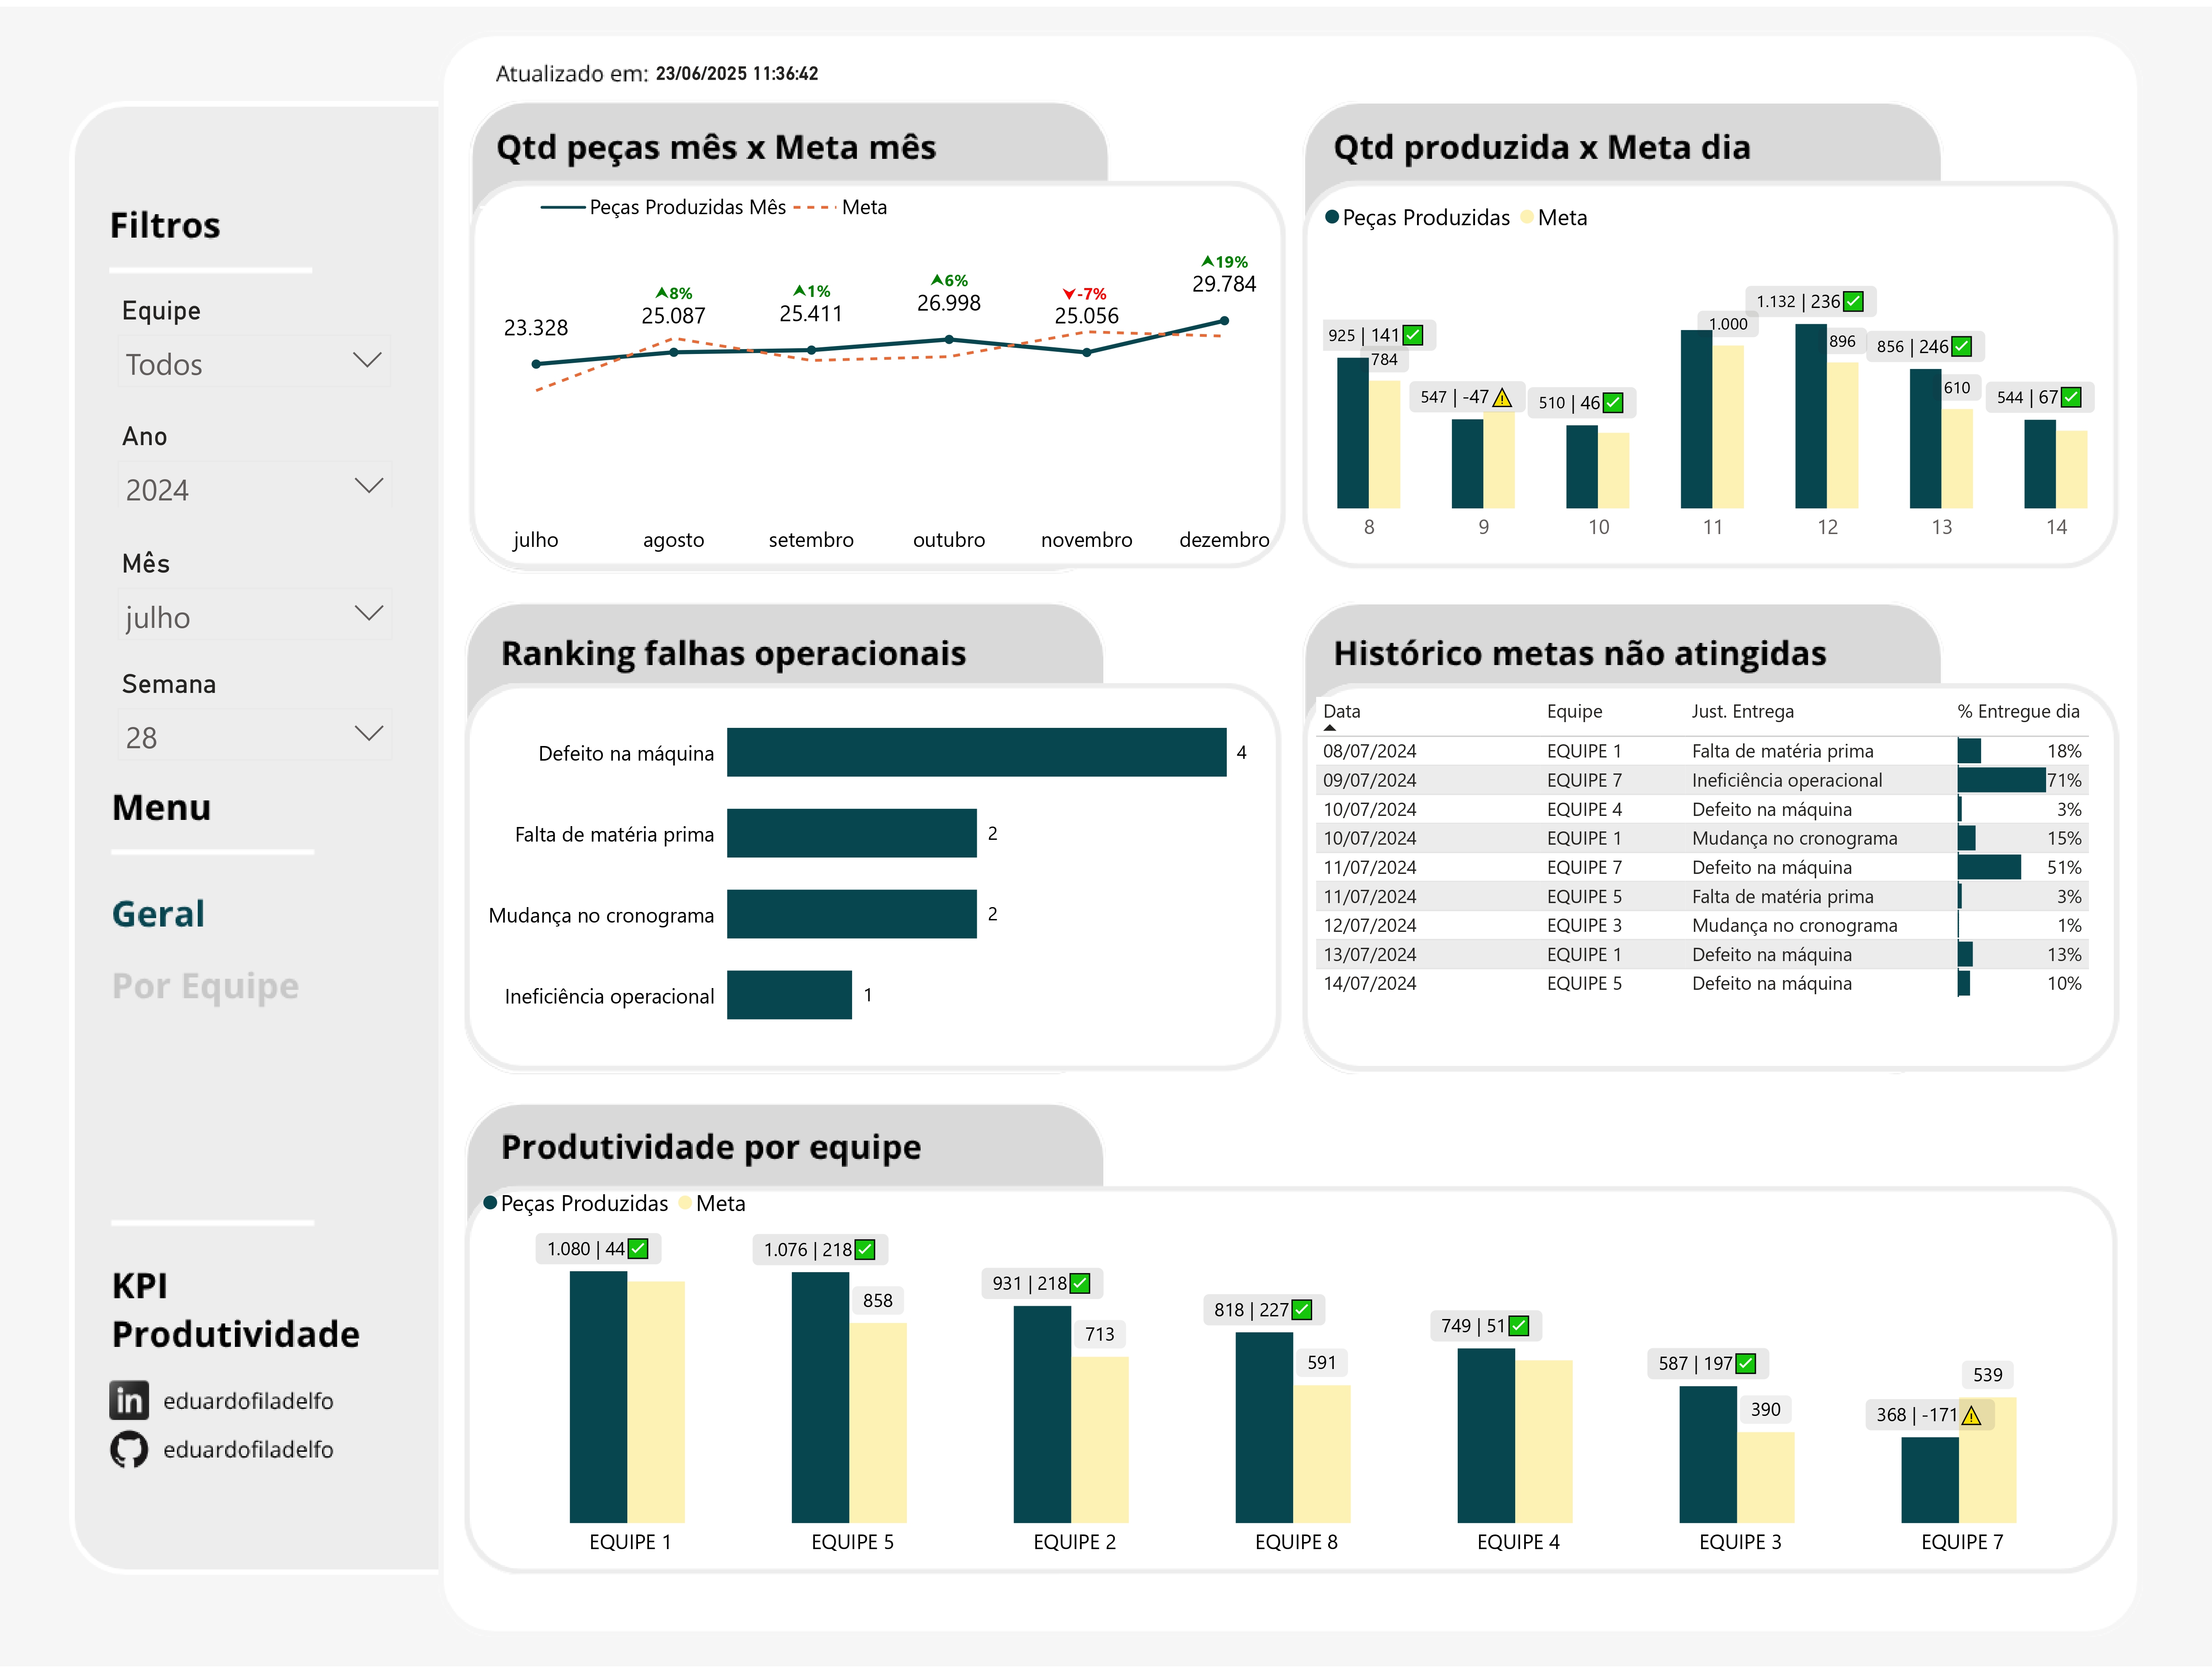 Atualizado em: 23/06/2025 11:36:42
Filtros
Equipe
Todos
Ano
2024
Mês
julho
Semana
28
Menu
Geral
Por Equipe
KPI
Produtividade
eduardofiladelfo
eduardofiladelfo
Qtd peças mês x Meta mês
Peças Produzidas Mês Meta
23.328
8%
25.087
1%
25.411
6%
26.998
-7%
25.056
19%
29.784
julho agosto setembro outubro novembro dezembro
Qtd produzida x Meta dia
Peças Produzidas Meta
925 | 141
784
547 | -47
510 | 46
1.000
1.132 | 236
896
856 | 246
610
544 | 67
8 9 10 11 12 13 14
Ranking falhas operacionais
Defeito na máquina 4
Falta de matéria prima 2
Mudança no cronograma 2
Ineficiência operacional 1
Histórico metas não atingidas
Data Equipe Just. Entrega % Entregue dia
08/07/2024 EQUIPE 1 Falta de matéria prima 18%
09/07/2024 EQUIPE 7 Ineficiência operacional 71%
10/07/2024 EQUIPE 4 Defeito na máquina 3%
10/07/2024 EQUIPE 1 Mudança no cronograma 15%
11/07/2024 EQUIPE 7 Defeito na máquina 51%
11/07/2024 EQUIPE 5 Falta de matéria prima 3%
12/07/2024 EQUIPE 3 Mudança no cronograma 1%
13/07/2024 EQUIPE 1 Defeito na máquina 13%
14/07/2024 EQUIPE 5 Defeito na máquina 10%
Produtividade por equipe
Peças Produzidas Meta
1.080 | 44
1.076 | 218
858
931 | 218
713
818 | 227
591
749 | 51
587 | 197
390
368 | -171
539
EQUIPE 1 EQUIPE 5 EQUIPE 2 EQUIPE 8 EQUIPE 4 EQUIPE 3 EQUIPE 7